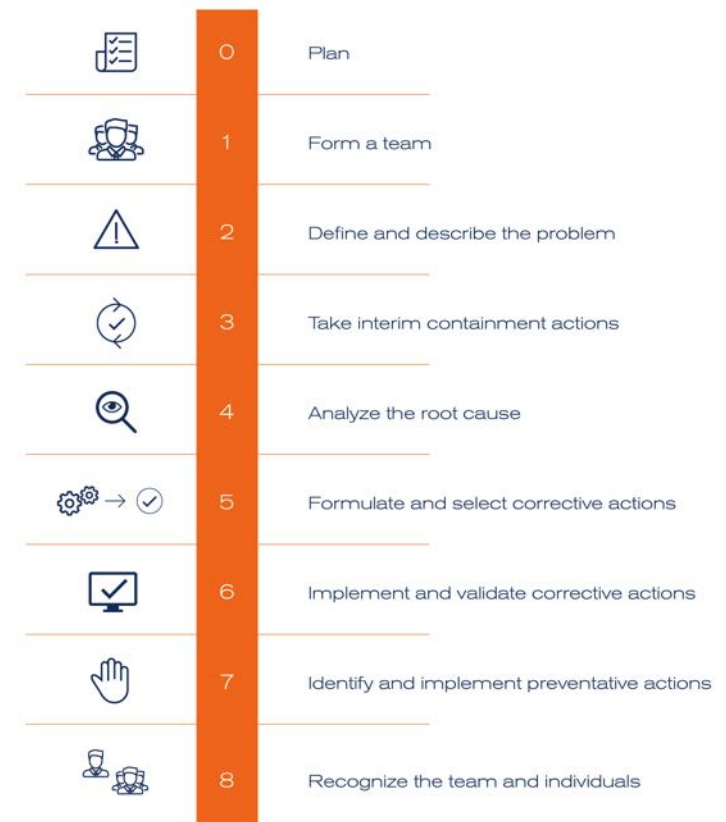 0 Plan
1 Form a team
2 Define and describe the problem
3 Take interim containment actions
4 Analyze the root cause
5 Formulate and select corrective actions
6 Implement and validate corrective actions
7 Identify and implement preventative actions
8 Recognize the team and individuals